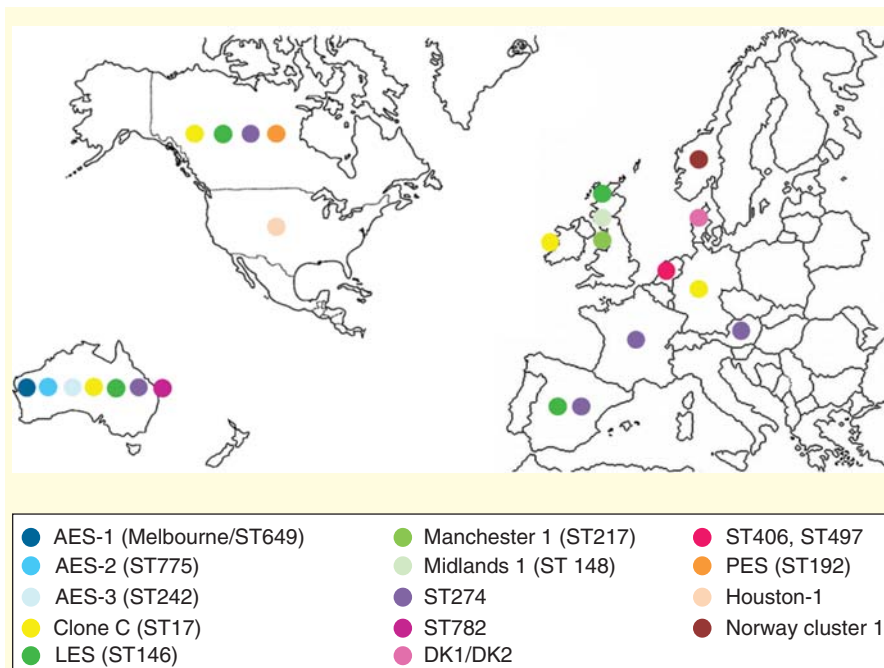 AES-1 (Melbourne/ST649)
AES-2 (ST775)
AES-3 (ST242)
Clone C (ST17)
LES (ST146)
Manchester 1 (ST217)
Midlands 1 (ST 148)
ST274
ST782
DK1/DK2
ST406, ST497
PES (ST192)
Houston-1
Norway cluster 1